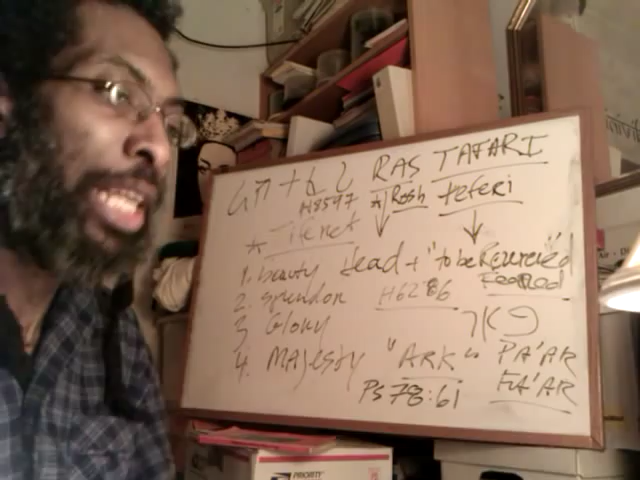 RAS TAFARI
H8597 Rosh teferi
* Tiferet
1. beauty Head + "to be Revered"
2. Splendor H6286 Feared
3 Glory
4. MAJESTY "ARK" PA'AR
Ps 78:61 FA'AR
PRIORITY